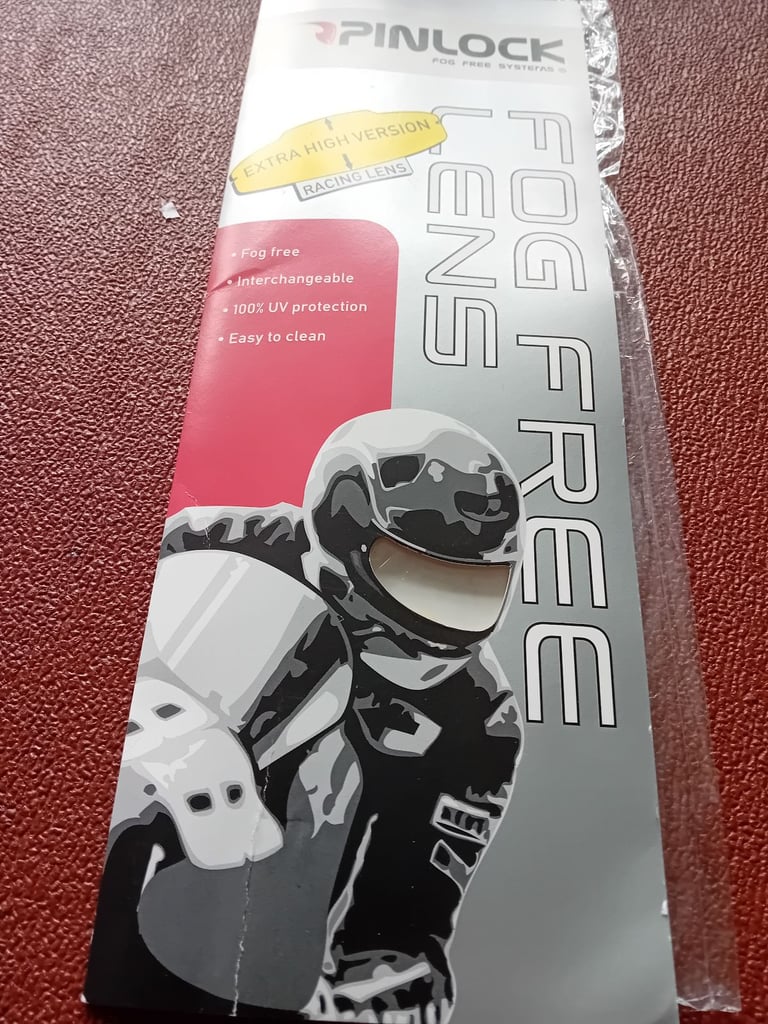 PINLOCK
FOG FREE SYSTEMS
EXTRA HIGH VERSION
RACING LENS
FOG FREE
LENS
• Fog free
• Interchangeable
• 100% UV protection
• Easy to clean